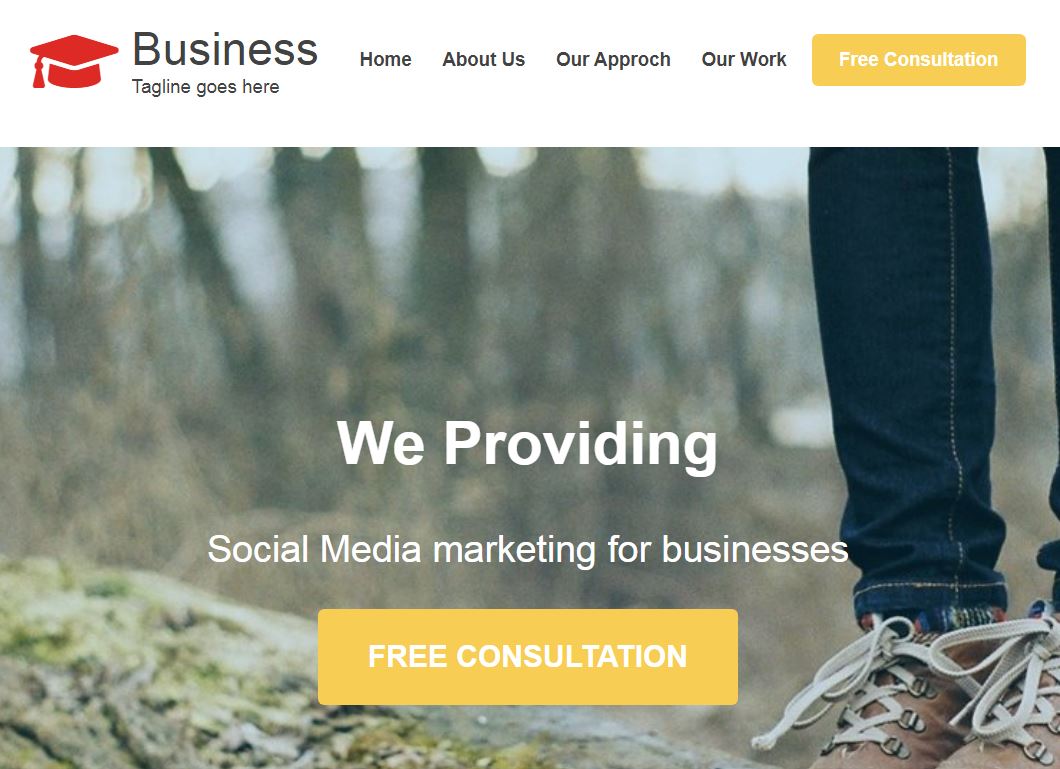 Business
Tagline goes here
Home
About Us
Our Approch
Our Work
Free Consultation
We Providing
Social Media marketing for businesses
FREE CONSULTATION